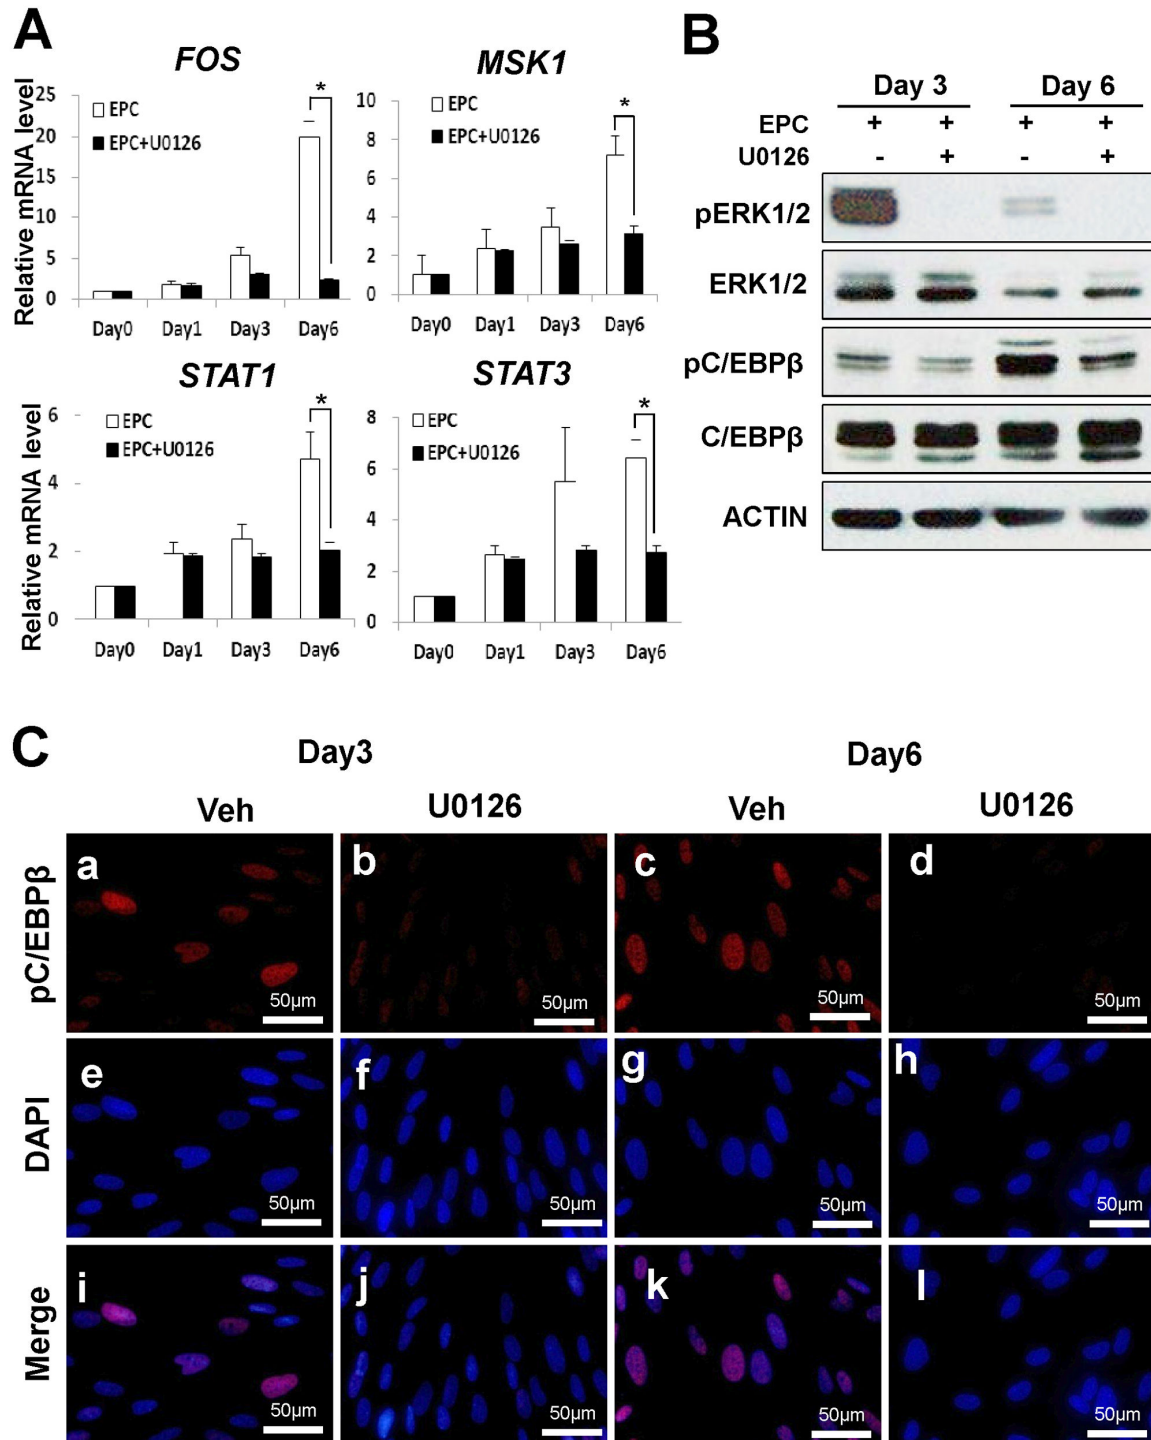 A
FOS
Relative mRNA level
25
20
15
10
5
0
EPC
EPC+U0126
*
Day0 Day1 Day3 Day6
MSK1
10
8
6
4
2
0
EPC
EPC+U0126
*
Day0 Day1 Day3 Day6
STAT1
Relative mRNA level
6
4
2
0
EPC
EPC+U0126
*
Day0 Day1 Day3 Day6
STAT3
8
6
4
2
0
EPC
EPC+U0126
*
Day0 Day1 Day3 Day6
B
Day 3 Day 6
EPC + + + +
U0126 - + - +
pERK1/2
ERK1/2
pC/EBPβ
C/EBPβ
ACTIN
C
Day3 Day6
Veh U0126 Veh U0126
pC/EBPβ
a b c d
50µm 50µm 50µm 50µm
DAPI
e f g h
50µm 50µm 50µm 50µm
Merge
i j k l
50µm 50µm 50µm 50µm